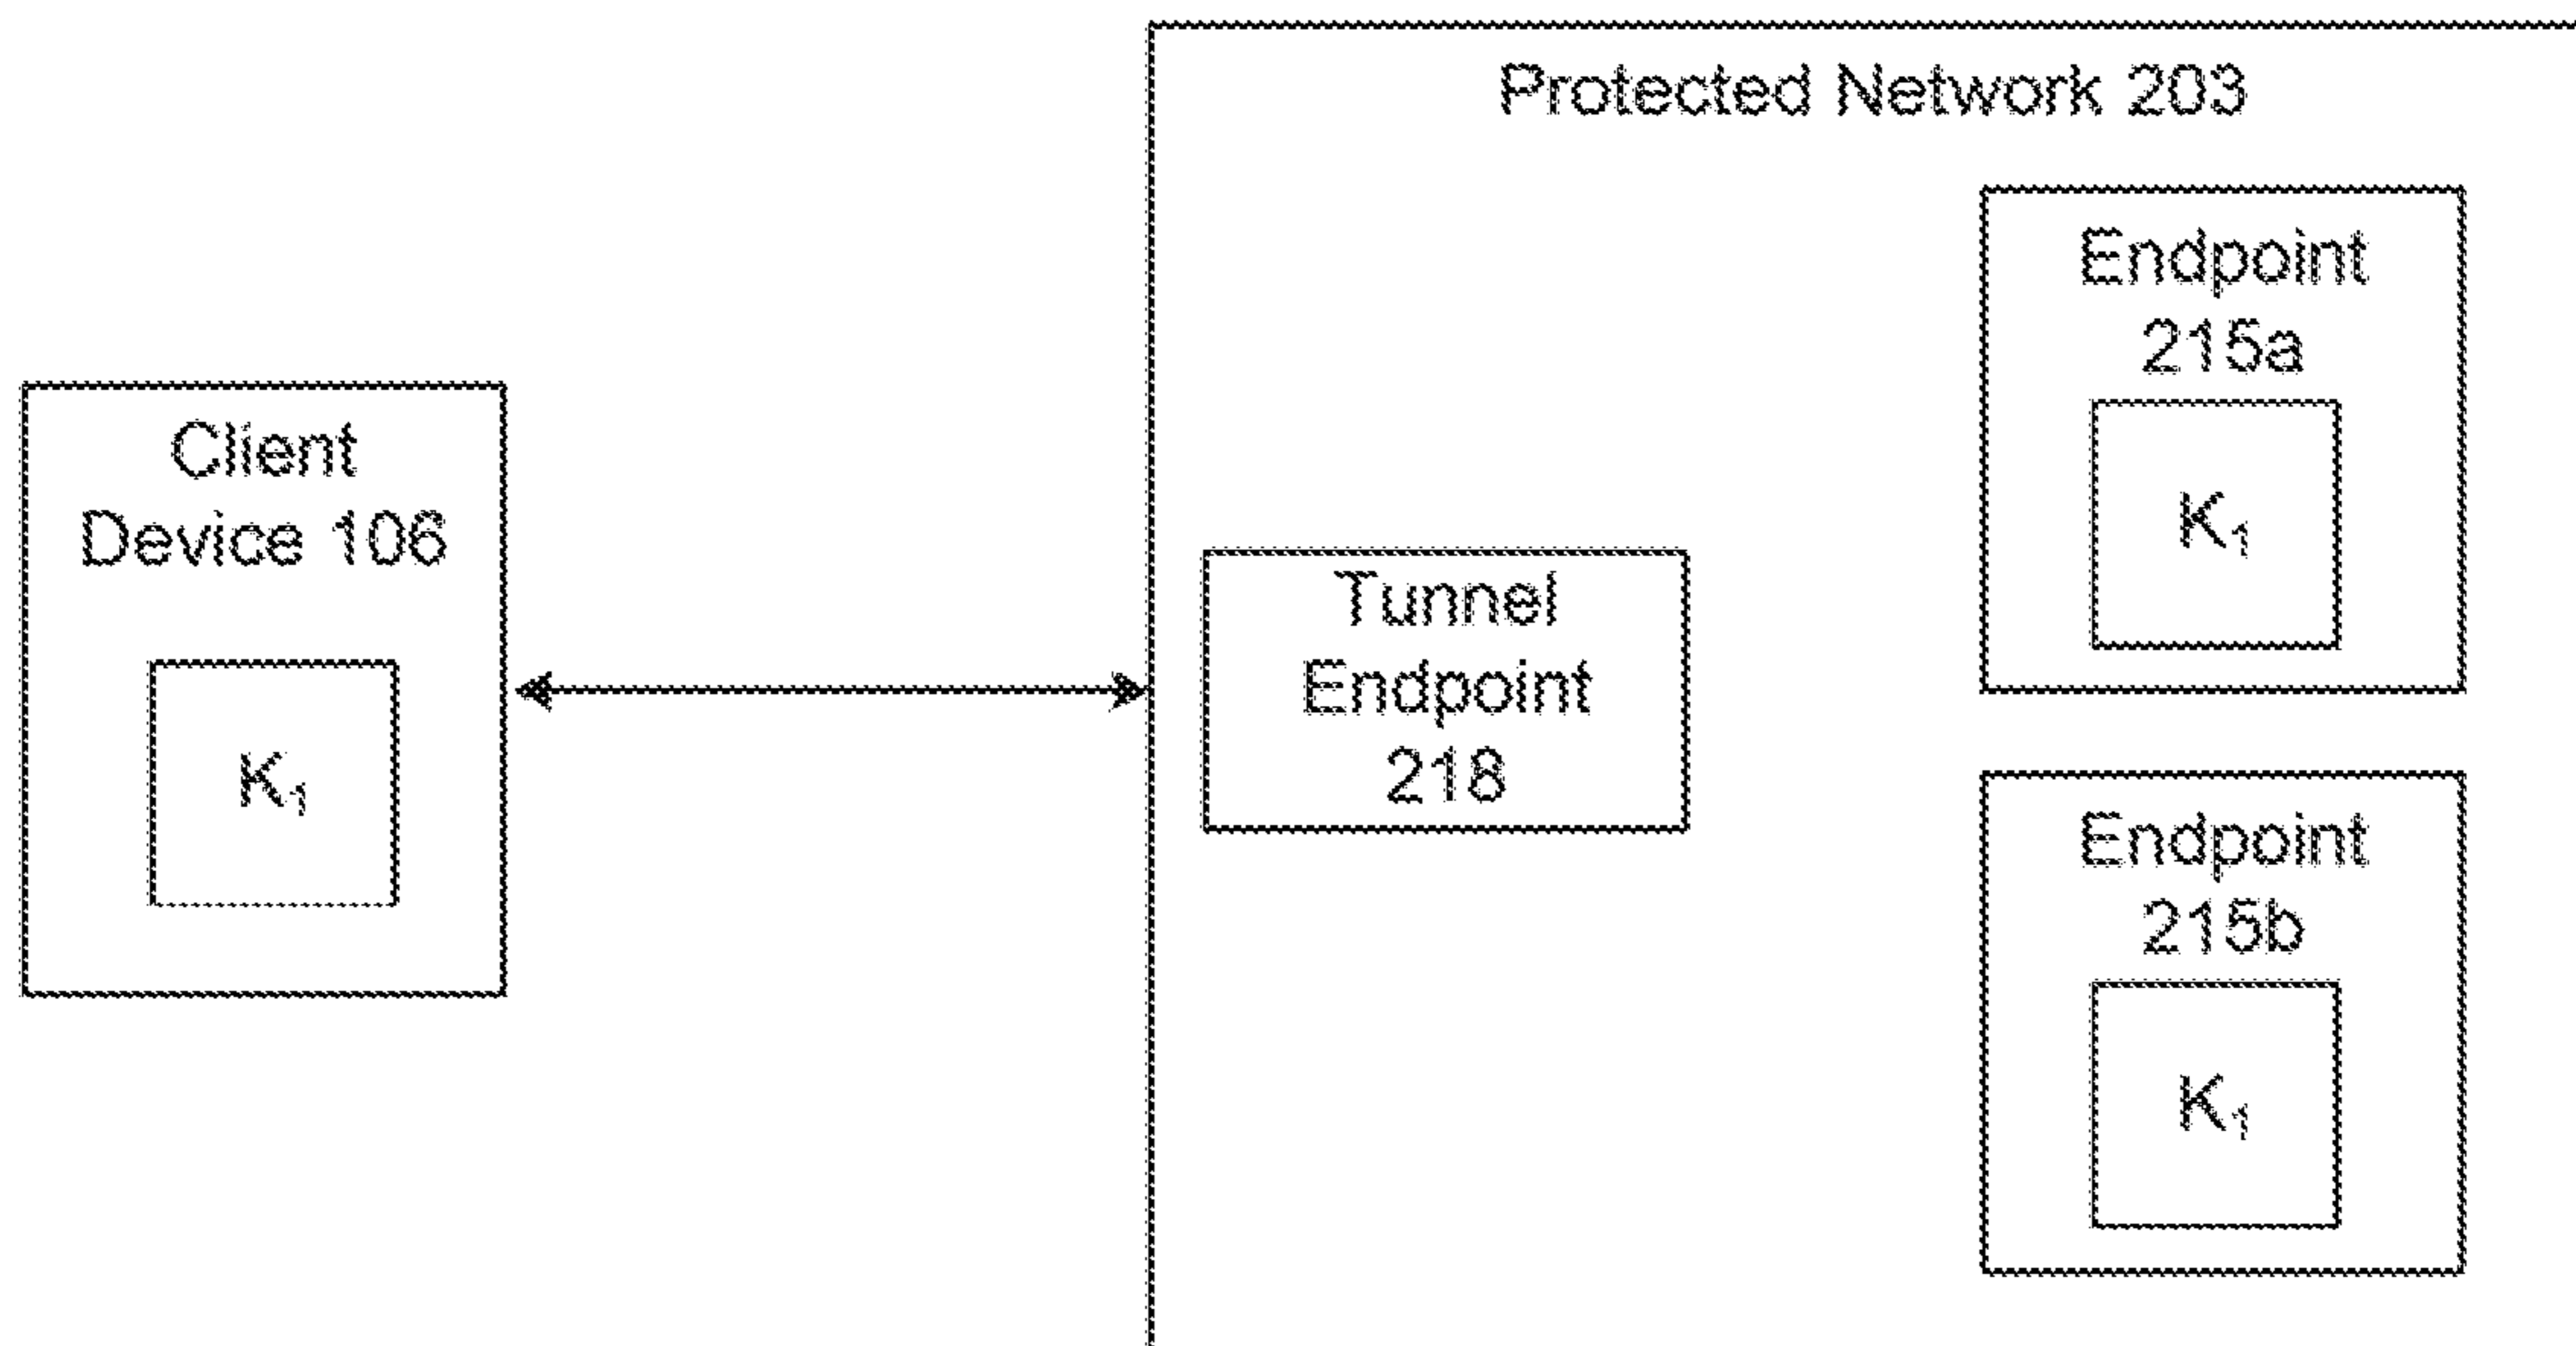 Protected Network 203
Client
Device 106
K₁
Tunnel
Endpoint
218
Endpoint
215a
K₁
Endpoint
215b
K₁